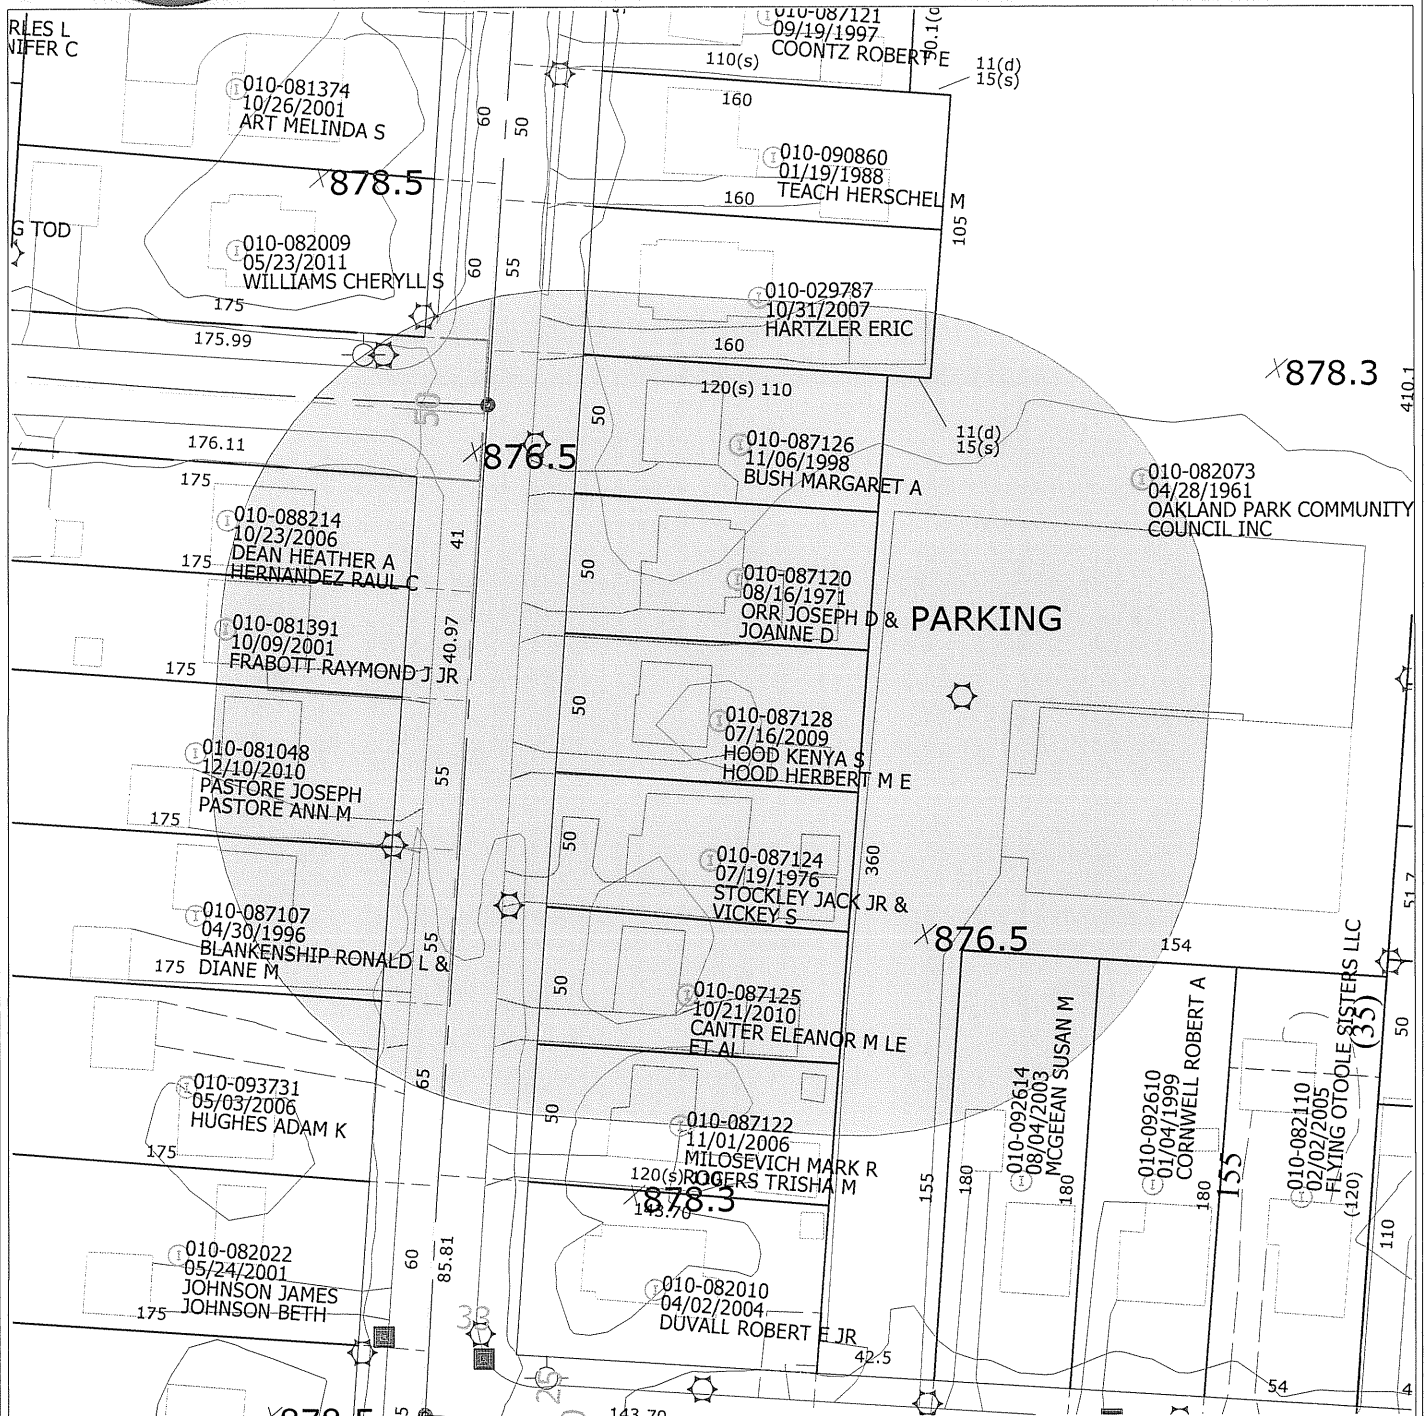 RLES L
NIFER C
010-081374
10/26/2001
ART MELINDA S
878.5
G TOD
010-082009
05/23/2011
WILLIAMS CHERYLL S
175
175.99
60
50
60
55
010-087121
09/19/1997
COONTZ ROBERT E
110(s)
11(d)
15(s)
160
010-090860
01/19/1988
TEACH HERSCHEL M
160
105
010-029787
10/31/2007
HARTZLER ERIC
160
878.3
410.1
50
120(s) 110
50
11(d)
15(s)
176.11
876.5
010-087126
11/06/1998
BUSH MARGARET A
175
010-082073
04/28/1961
OAKLAND PARK COMMUNITY
COUNCIL INC
010-088214
10/23/2006
DEAN HEATHER A
HERNANDEZ RAUL C
175
41
50
010-087120
08/16/1971
ORR JOSEPH D &
JOANNE D
PARKING
010-081391
10/09/2001
FRABOTT RAYMOND J JR
175
40.97
50
010-087128
07/16/2009
HOOD KENYA S
HOOD HERBERT M E
010-081048
12/10/2010
PASTORE JOSEPH
PASTORE ANN M
175
55
50
010-087124
07/19/1976
STOCKLEY JACK JR &
VICKEY S
360
51.7
010-087107
04/30/1996
BLANKENSHIP RONALD L &
DIANE M
175
55
876.5
154
50
010-087125
10/21/2010
CANTER ELEANOR M LE
ET AL
010-093731
05/03/2006
HUGHES ADAM K
175
65
50
010-087122
11/01/2006
MILOSEVICH MARK R
ROGERS TRISHA M
120(s)
878.3
143.70
155
180
010-092614
08/04/2003
MCGEEAN SUSAN M
180
010-092610
01/04/1999
CORNWELL ROBERT A
180
155
010-082110
02/02/2005
FLYING OTOOLE SISTERS LLC
(35)
(120)
50
110
010-082022
05/24/2001
JOHNSON JAMES
JOHNSON BETH
175
60
85.81
33
010-082010
04/02/2004
DUVALL ROBERT E JR
42.5
25
54
4
878.5
143.70